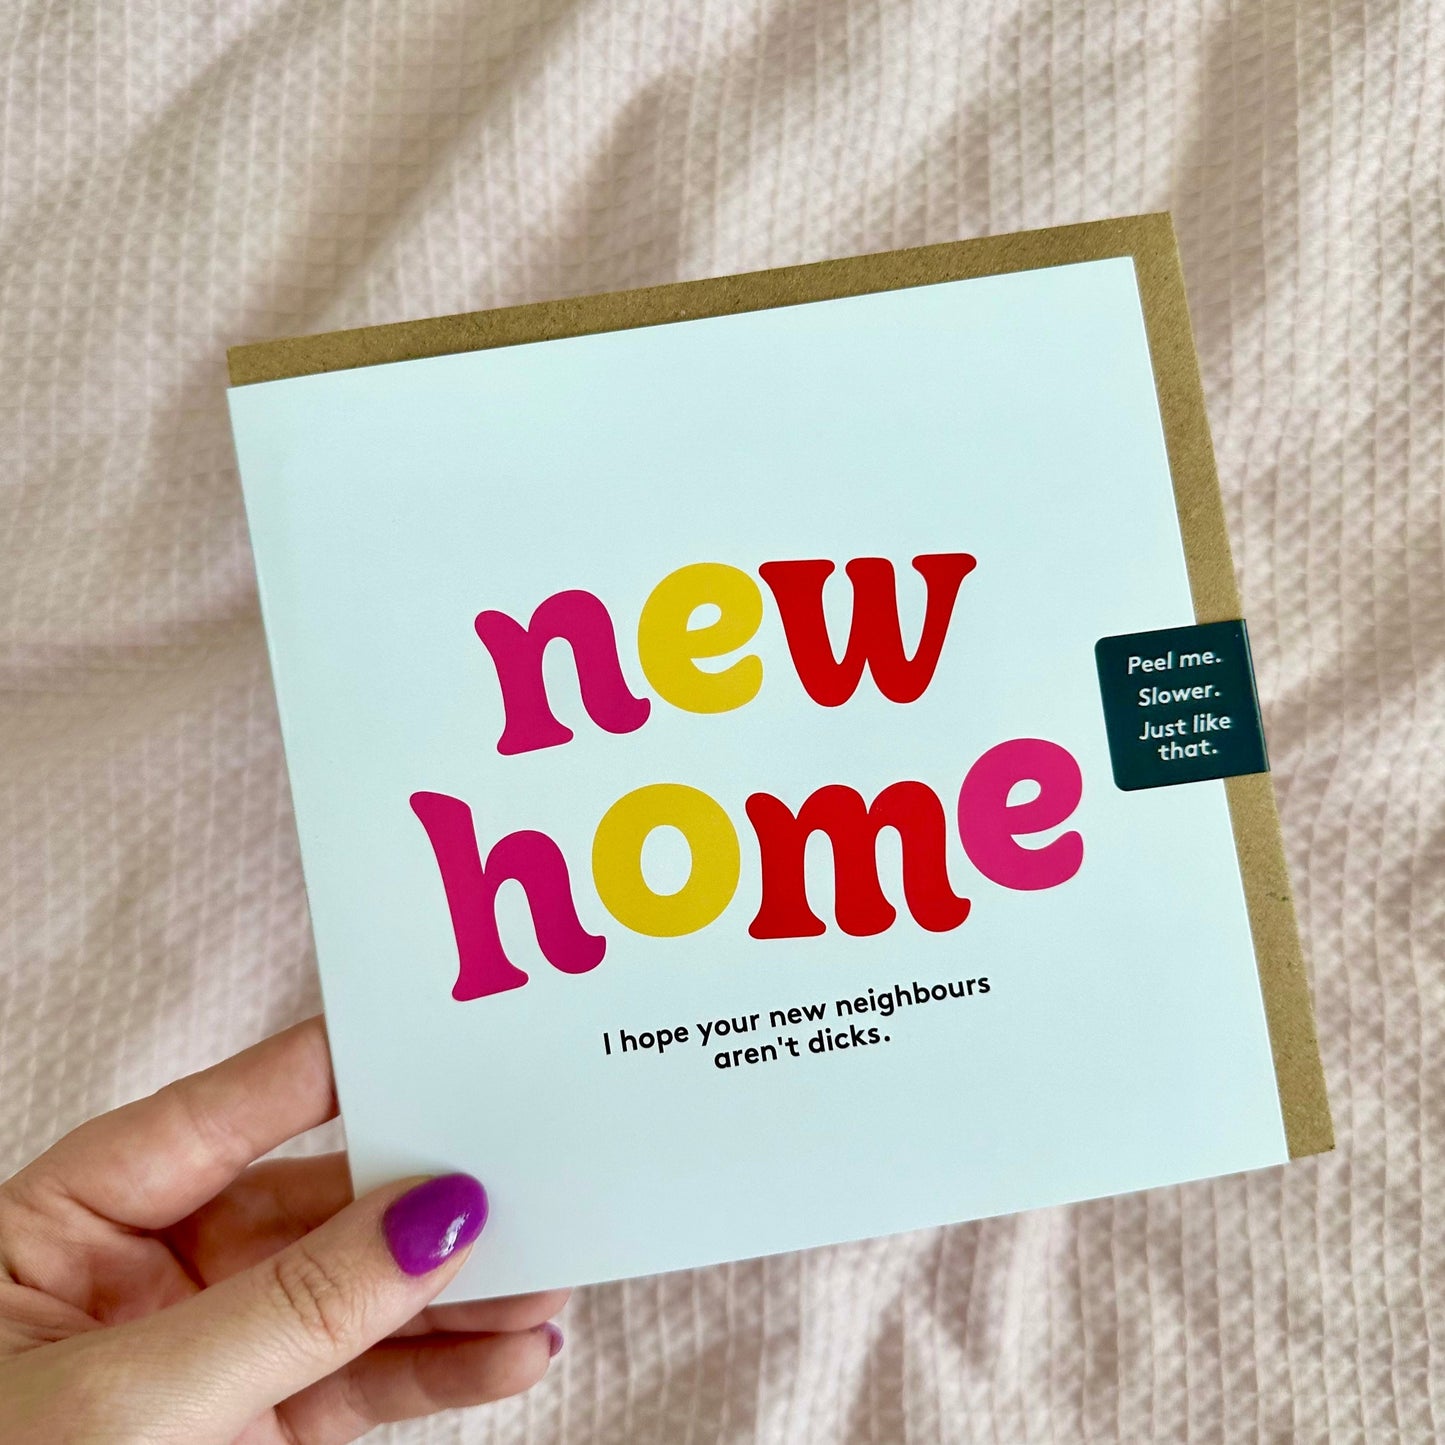 new
home
I hope your new neighbours
aren't dicks.
Peel me.
Slower.
Just like
that.